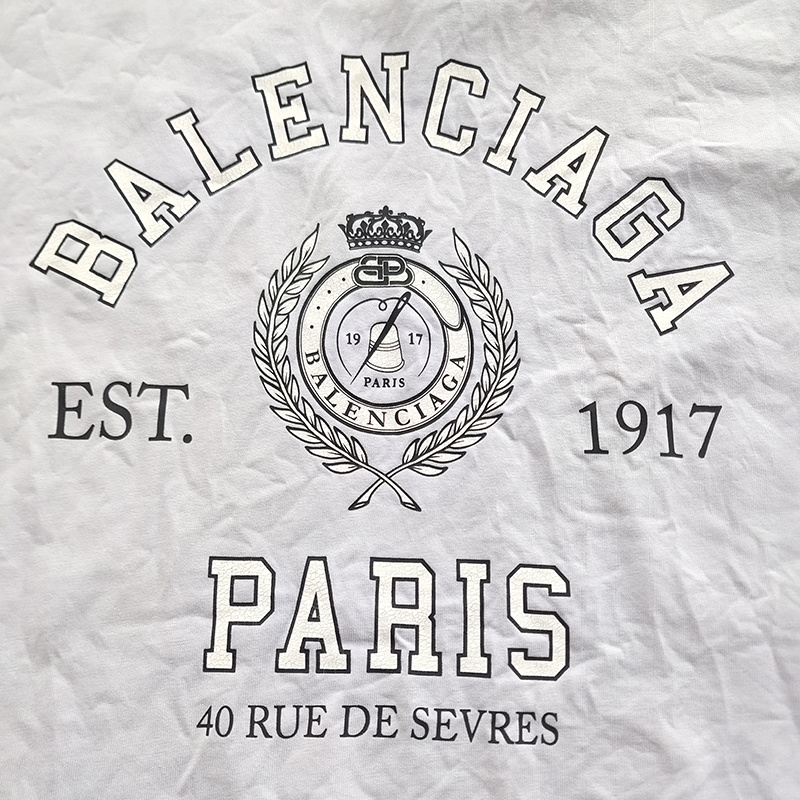 BALENCIAGA
19 17
PARIS
BALENCIAGA
EST. 1917
PARIS
40 RUE DE SEVRES